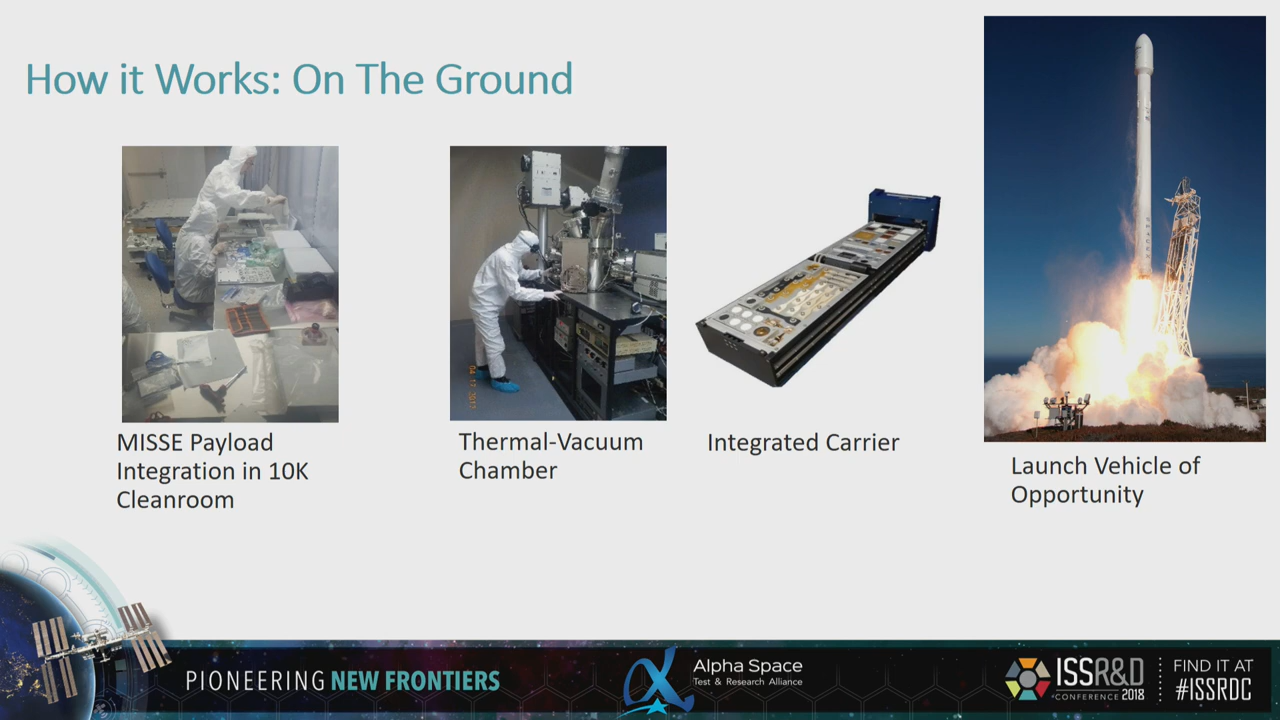 How it Works: On The Ground
MISSE Payload
Integration in 10K
Cleanroom
Thermal-Vacuum
Chamber
Integrated Carrier
Launch Vehicle of
Opportunity
PIONEERING NEW FRONTIERS
Alpha Space
Test & Research Alliance
ISSR&D
CONFERENCE 2018
FIND IT AT
#ISSRDC